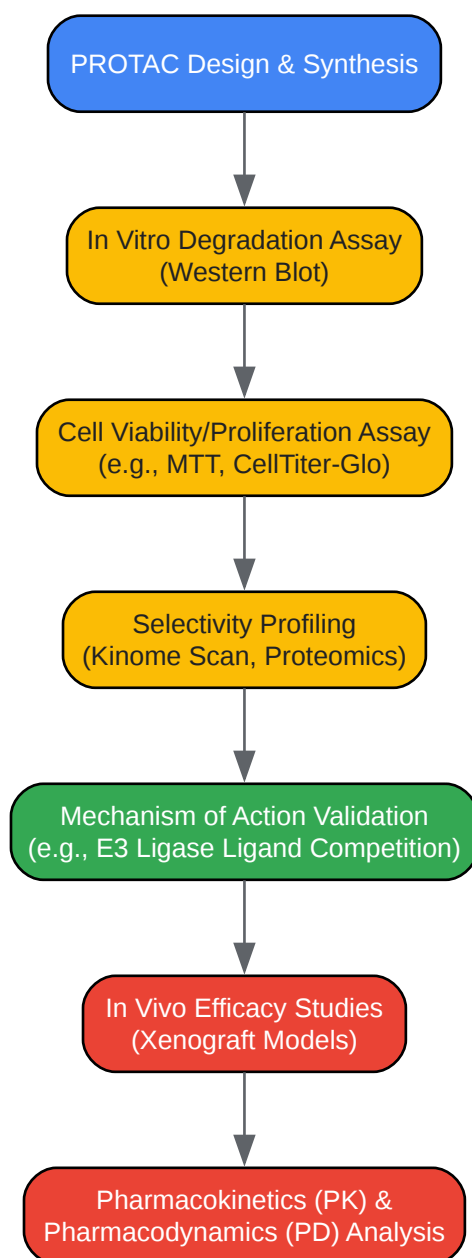 PROTAC Design & Synthesis
In Vitro Degradation Assay
(Western Blot)
Cell Viability/Proliferation Assay
(e.g., MTT, CellTiter-Glo)
Selectivity Profiling
(Kinome Scan, Proteomics)
Mechanism of Action Validation
(e.g., E3 Ligase Ligand Competition)
In Vivo Efficacy Studies
(Xenograft Models)
Pharmacokinetics (PK) &
Pharmacodynamics (PD) Analysis